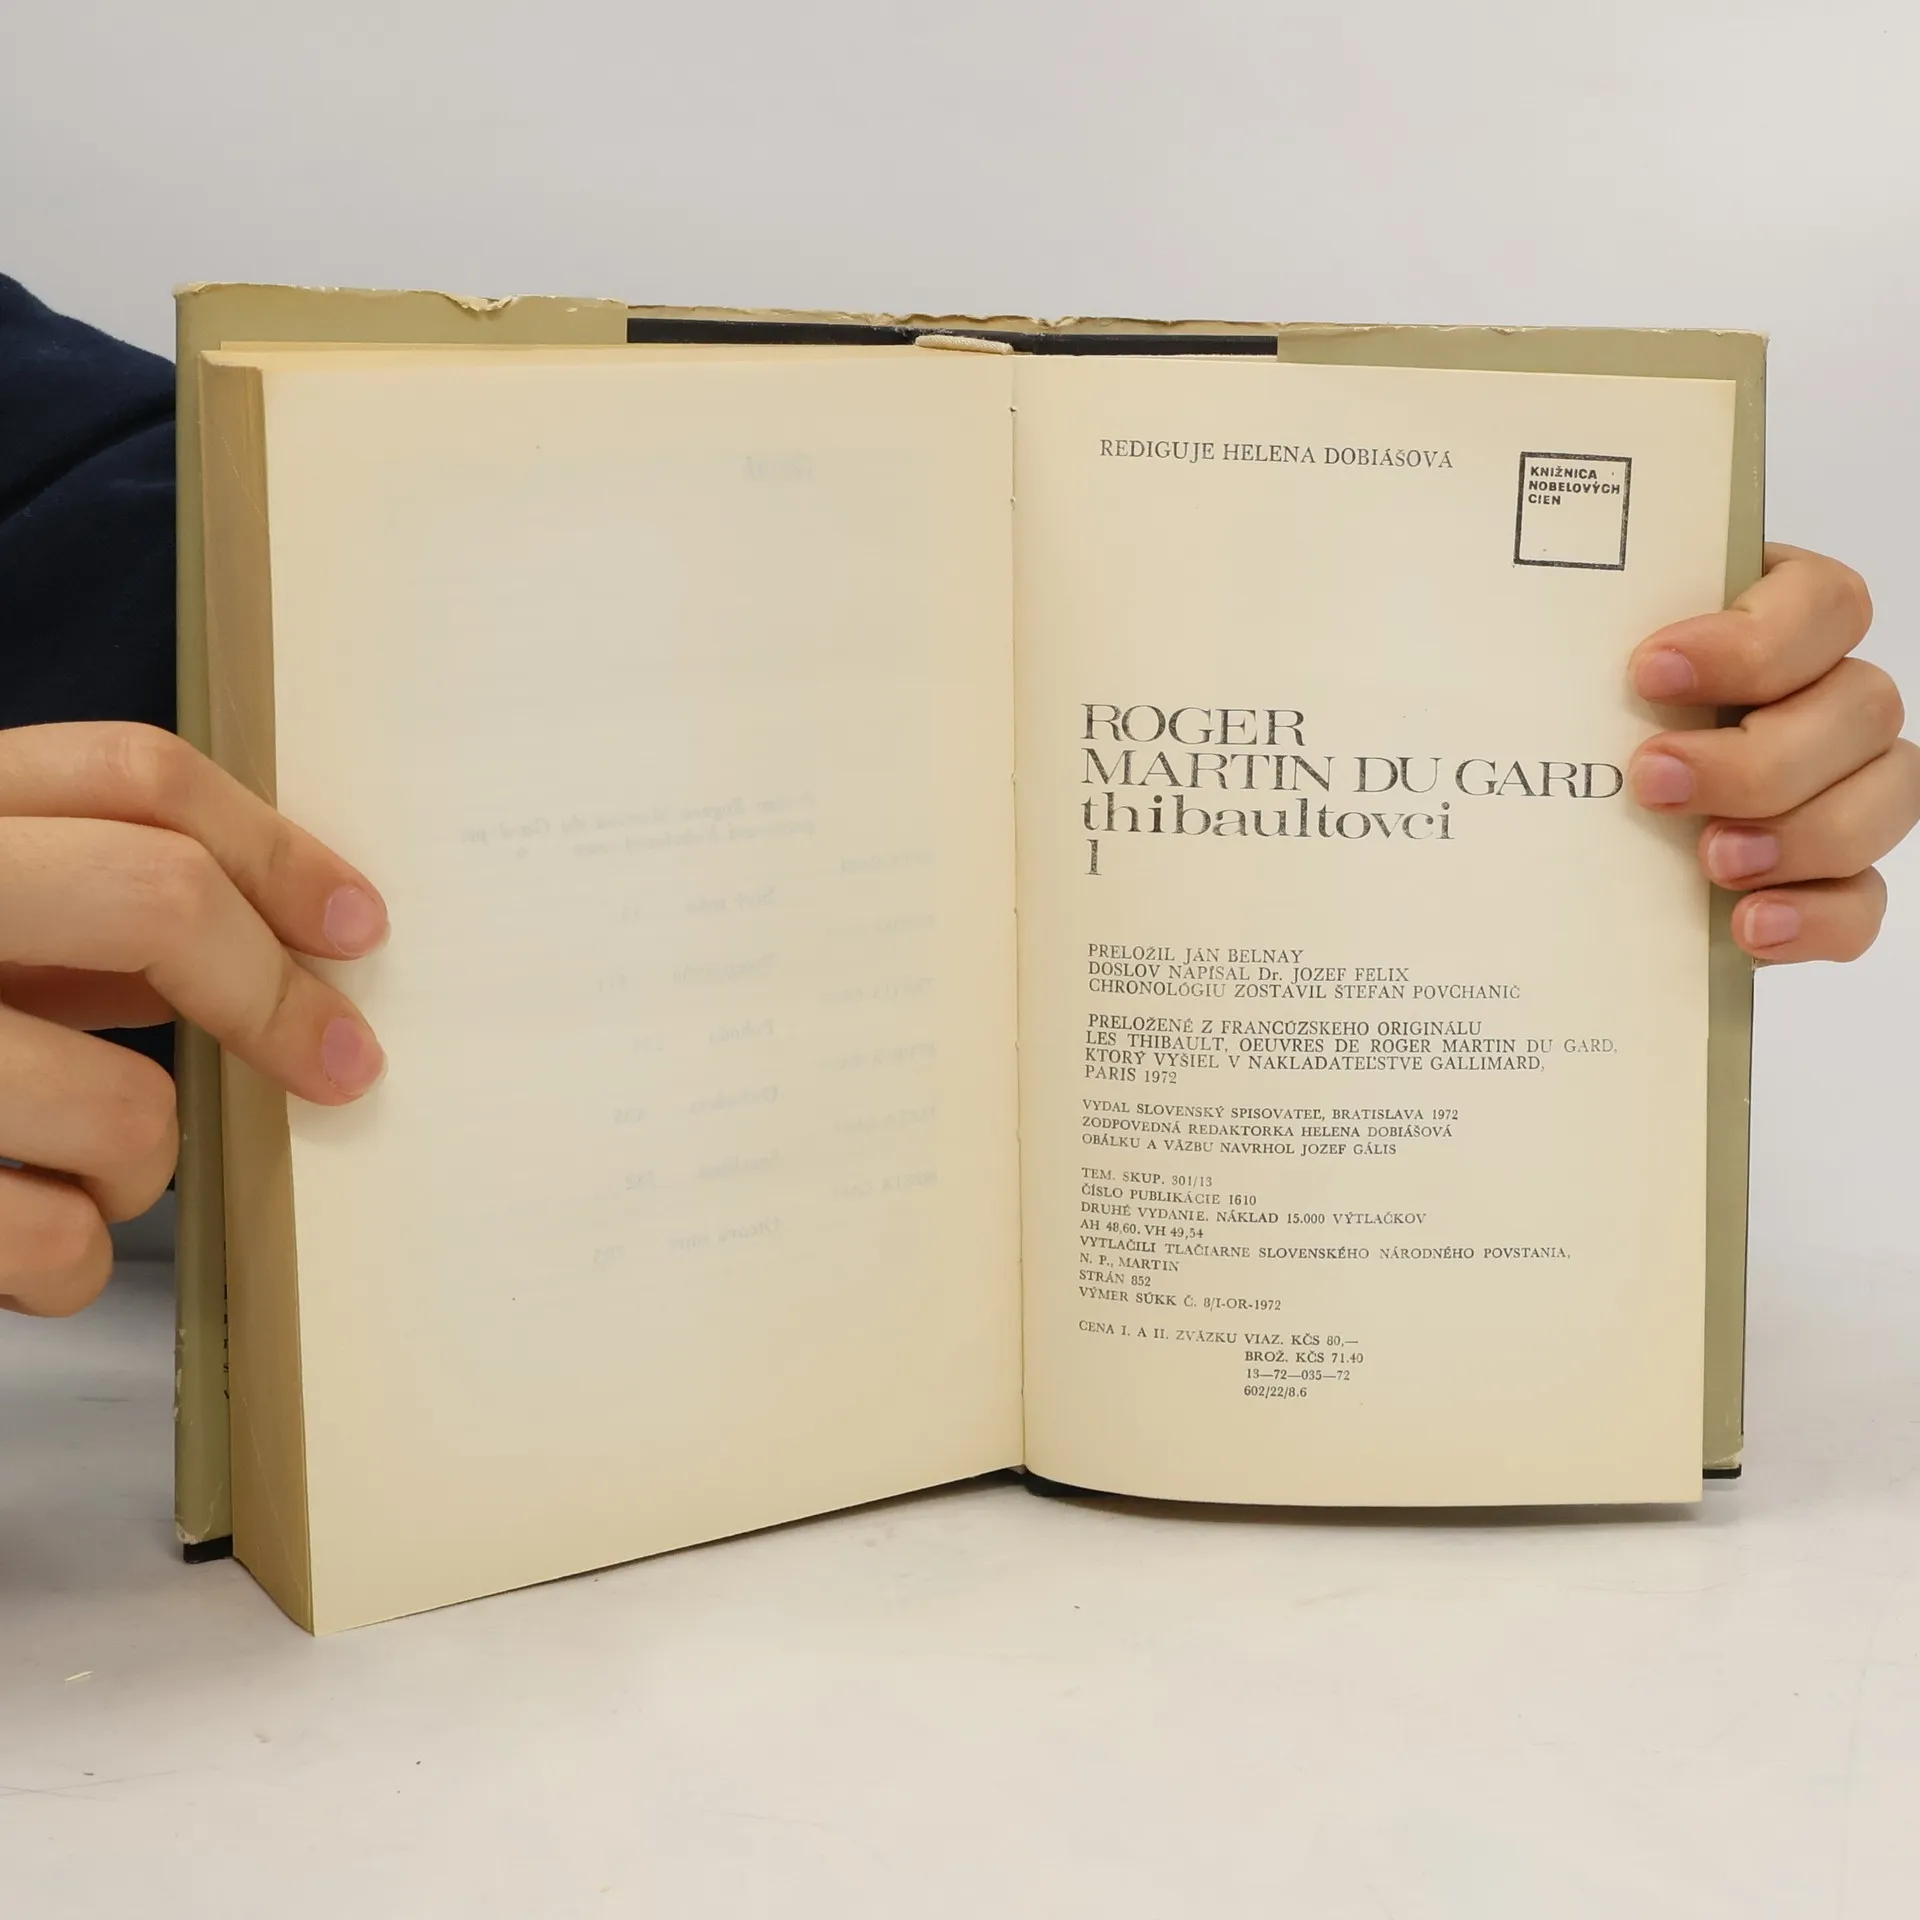 REDIGUJE HELENA DOBIÁŠOVÁ
KNIŽNICA
NOBELOVÝCH
CIEN
ROGER
MARTIN DU GARD
thibaultovci
1
PRELOŽIL JÁN BELNAY
DOSLOV NAPÍSAL Dr. JOZEF FELIX
CHRONOLÓGIU ZOSTAVIL ŠTEFAN POVCHANIČ
PRELOŽENÉ Z FRANCÚZSKEHO ORIGINÁLU
LES THIBAULT, OEUVRES DE ROGER MARTIN DU GARD,
KTORÝ VYŠIEL V NAKLADATEĽSTVE GALLIMARD,
PARIS 1972
VYDAL SLOVENSKÝ SPISOVATEĽ, BRATISLAVA 1972
ZODPOVEDNÁ REDAKTORKA HELENA DOBIÁŠOVÁ
OBÁLKU A VÄZBU NAVRHOL JOZEF GÁLIS
TEM. SKUP. 301/13
ČÍSLO PUBLIKÁCIE 1610
DRUHÉ VYDANIE. NÁKLAD 15.000 VÝTLAČKOV
AH 48,60. VH 49,54
VYTLAČILI TLAČIARNE SLOVENSKÉHO NÁRODNÉHO POVSTANIA,
N. P., MARTIN
STRÁN 852
VÝMER SÚKK Č. 8/I-OR-1972
CENA I. A II. ZVÄZKU VIAZ. KČS 80,—
BROŽ. KČS 71.40
13—72—035—72
602/22/8.6